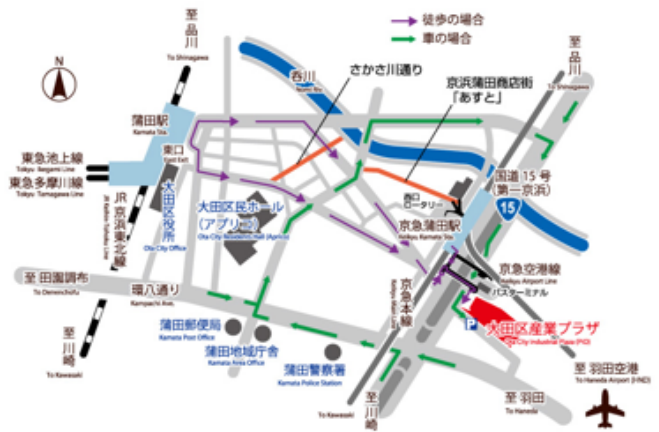 徒歩の場合
車の場合
至品川
To Shinagawa
N
呑川
Nomi Riv.
さかさ川通り
京浜蒲田商店街
「あすと」
至品川
To Shinagawa
蒲田駅
Kamata Sta.
東口
East Exit
東急池上線
Tokyu Ikegami Line
東急多摩川線
Tokyu Tamagawa Line
JR京浜東北線
JR Keihin-Tohoku Line
大田区役所
Ota City Office
大田区民ホール
(アプリコ)
Ota City Residents Hall (Aprico)
西口
ロータリー
国道15号
(第一京浜)
15
京急蒲田駅
Keikyu Kamata Sta.
京急空港線
Keikyu Airport Line
バスターミナル
京急本線
Keikyu Main Line
至 田園調布
To Denenchofu
環八通り
Kampachi Ave.
P
大田区産業プラザ
Ota City Industrial Plaza (PiO)
蒲田郵便局
Kamata Post Office
蒲田地域庁舎
Kamata Area Office
蒲田警察署
Kamata Police Station
至川崎
To Kawasaki
至川崎
To Kawasaki
至 羽田
To Haneda
至 羽田空港
To Haneda Airport (HND)